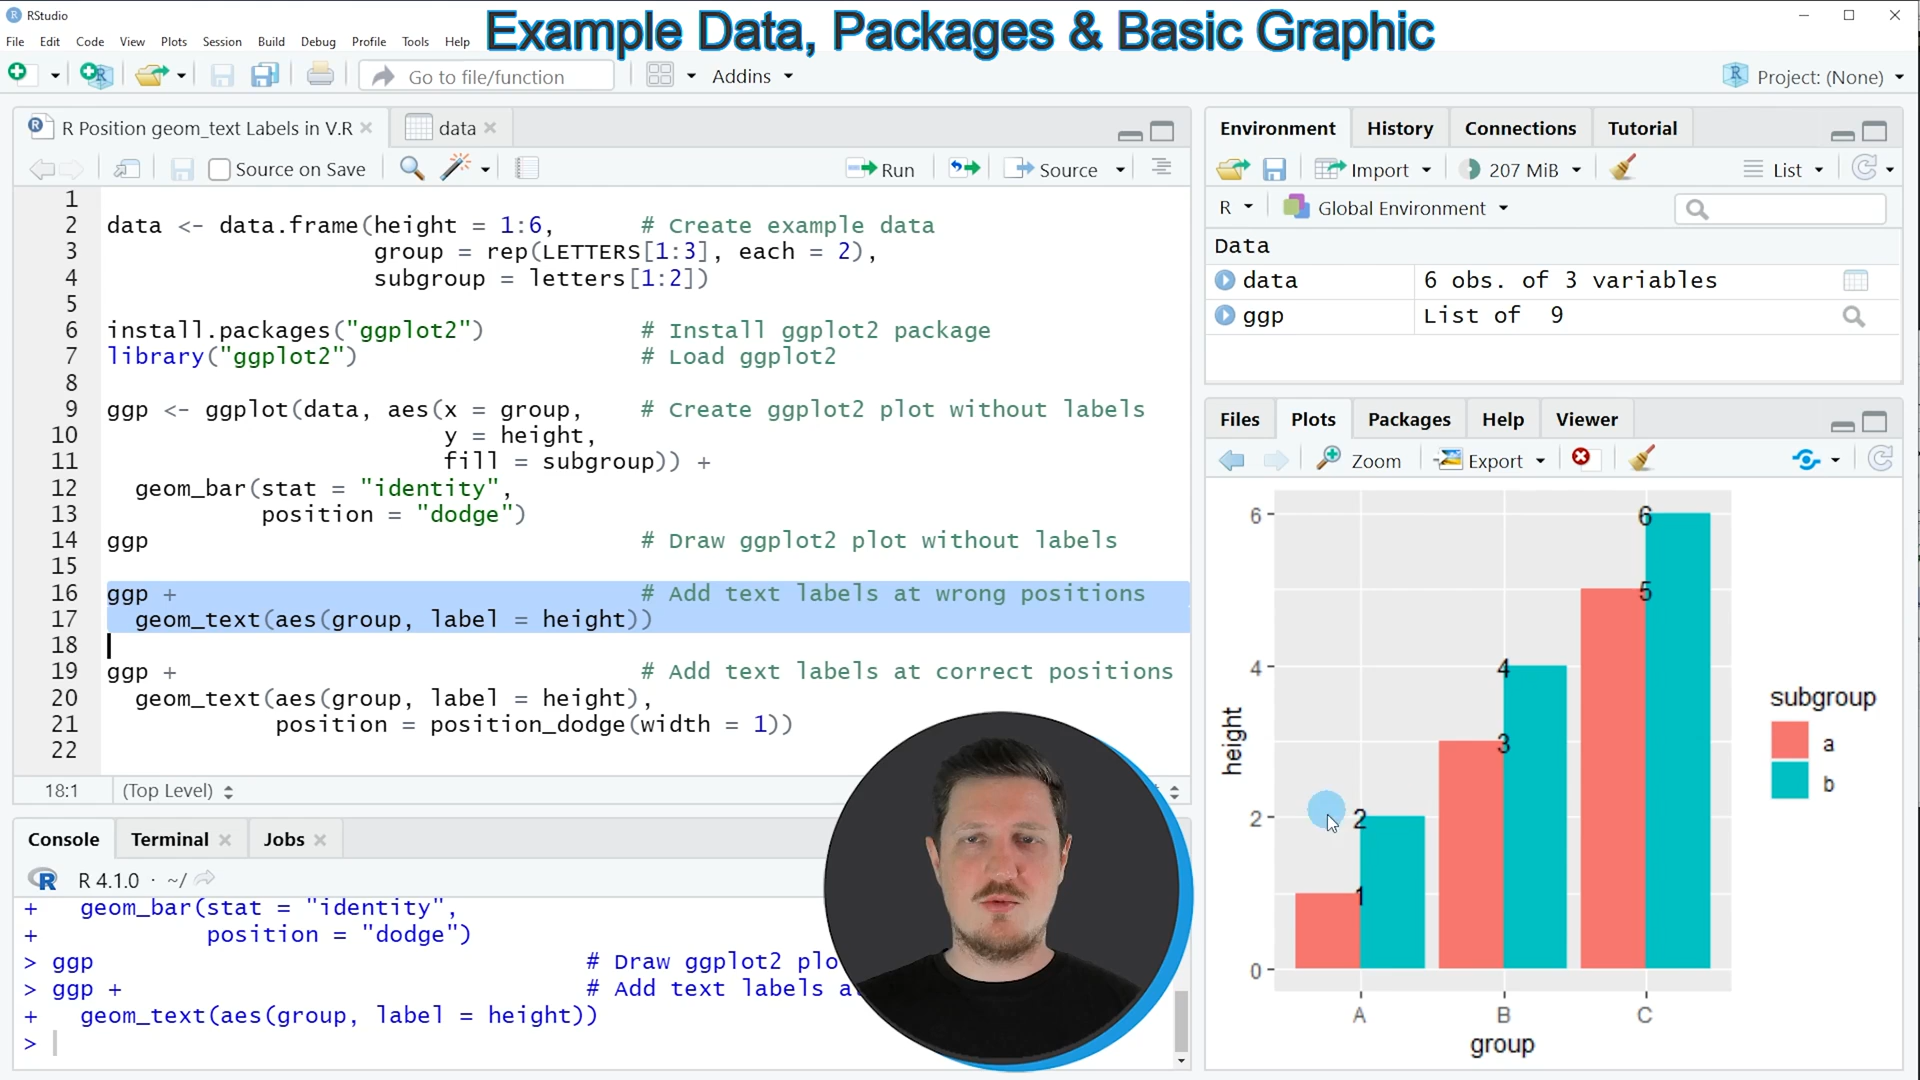 RStudio
Example Data, Packages & Basic Graphic
File Edit Code View Plots Session Build Debug Profile Tools Help
Go to file/function
Addins
Project: (None)
R Position geom_text Labels in V.R
data
Source on Save
Run
Source
1
2 data <- data.frame(height = 1:6, # Create example data
3 group = rep(LETTERS[1:3], each = 2),
4 subgroup = letters[1:2])
5
6 install.packages("ggplot2") # Install ggplot2 package
7 library("ggplot2") # Load ggplot2
8
9 ggp <- ggplot(data, aes(x = group, # Create ggplot2 plot without labels
10 y = height,
11 fill = subgroup)) +
12 geom_bar(stat = "identity",
13 position = "dodge")
14 ggp # Draw ggplot2 plot without labels
15
16 ggp + # Add text labels at wrong positions
17 geom_text(aes(group, label = height))
18
19 ggp + # Add text labels at correct positions
20 geom_text(aes(group, label = height),
21 position = position_dodge(width = 1))
22
18:1 (Top Level)
Console Terminal Jobs
R 4.1.0 · ~/
+ geom_bar(stat = "identity",
+ position = "dodge")
> ggp # Draw ggplot2 plo
> ggp + # Add text labels a
+ geom_text(aes(group, label = height))
>
Environment History Connections Tutorial
Import 207 MiB List
R Global Environment
Data
data 6 obs. of 3 variables
ggp List of 9
Files Plots Packages Help Viewer
Zoom Export
6
4
2
0
height
1
2
3
4
5
6
A B C
group
subgroup
a
b